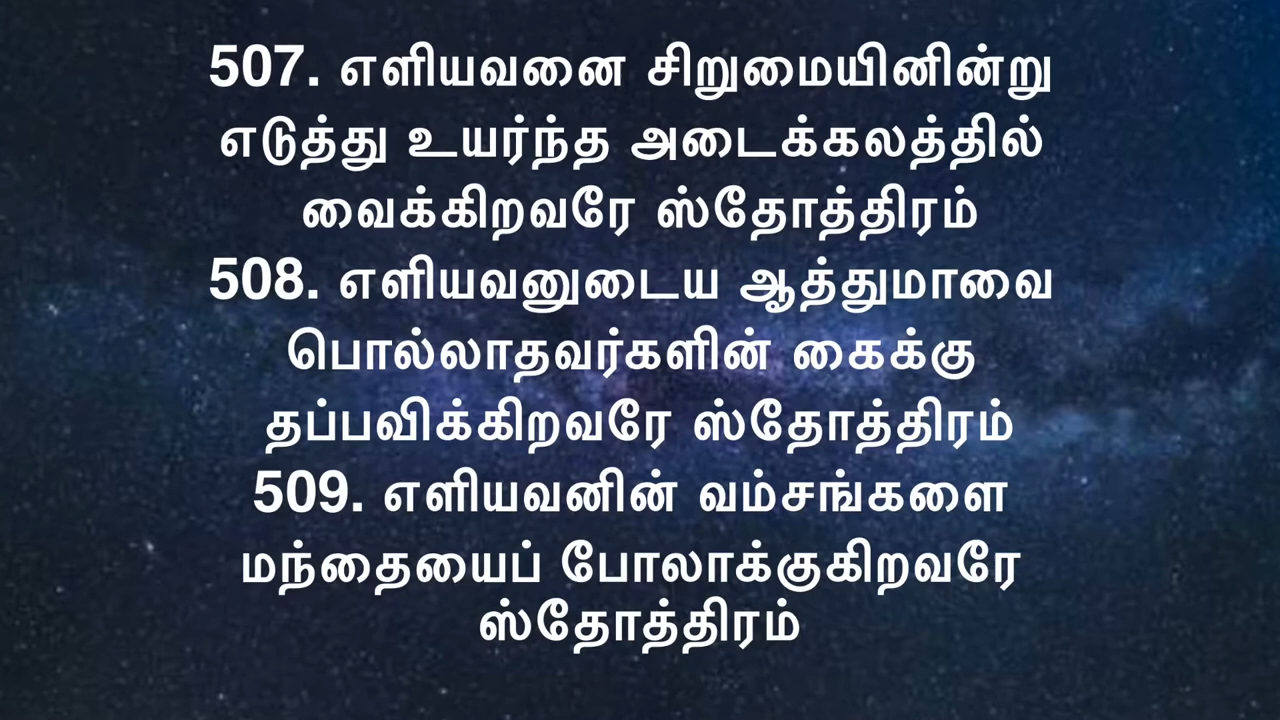 507. எளியவனை சிறுமையினின்று
எடுத்து உயர்ந்த அடைக்கலத்தில்
வைக்கிறவரே ஸ்தோத்திரம்
508. எளியவனுடைய ஆத்துமாவை
பொல்லாதவர்களின் கைக்கு
தப்பவிக்கிறவரே ஸ்தோத்திரம்
509. எளியவனின் வம்சங்களை
மந்தையைப் போலாக்குகிறவரே
ஸ்தோத்திரம்